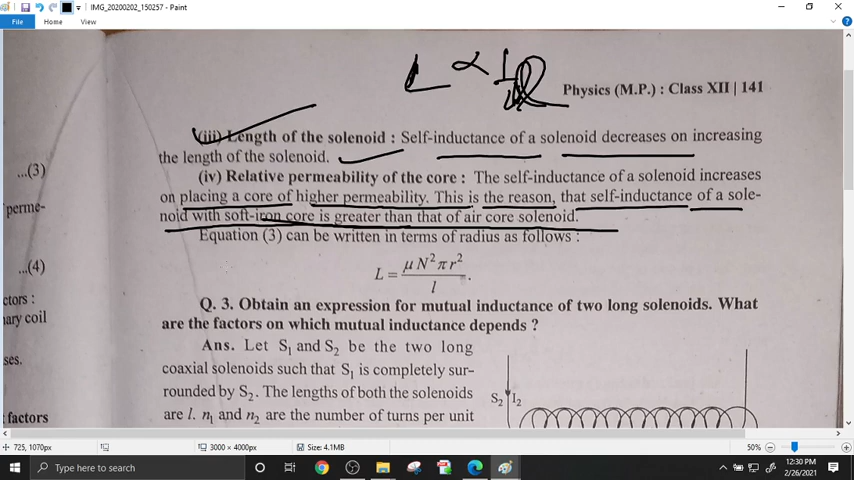 IMG_20200202_150257 - Paint
File Home View
L ∝ 1
Physics (M.P.) : Class XII | 141
(iii) Length of the solenoid : Self-inductance of a solenoid decreases on increasing
the length of the solenoid.
...(3)
(iv) Relative permeability of the core : The self-inductance of a solenoid increases
on placing a core of higher permeability. This is the reason, that self-inductance of a sole-
perme-
noid with soft-iron core is greater than that of air core solenoid.
Equation (3) can be written in terms of radius as follows :
...(4)
L = μN²πr² / l .
ctors :
nary coil
Q. 3. Obtain an expression for mutual inductance of two long solenoids. What
are the factors on which mutual inductance depends ?
Ans. Let S₁ and S₂ be the two long
ses.
coaxial solenoids such that S₁ is completely sur-
rounded by S₂. The lengths of both the solenoids
S₂ I₂
factors
are l. n₁ and n₂ are the number of turns per unit
725, 1070px
3000 × 4000px
Size: 4.1MB
50%
Type here to search
12:30 PM
2/26/2021